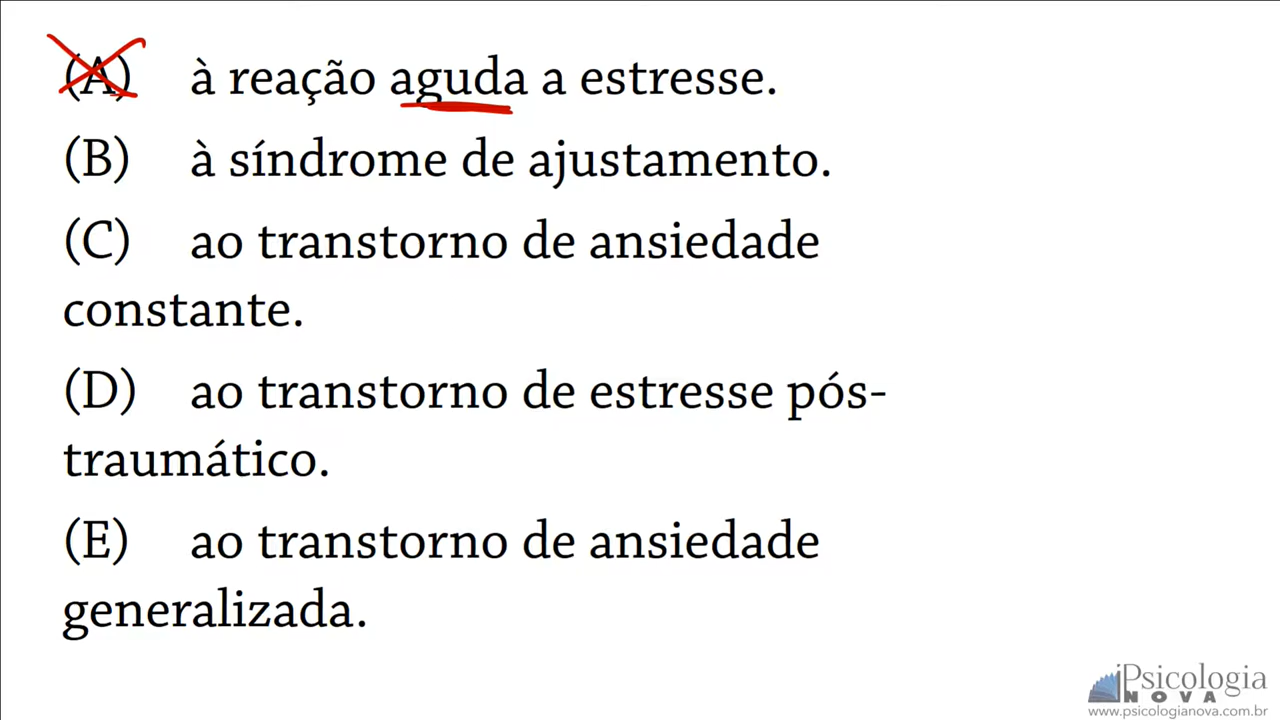 (A) à reação aguda a estresse.
(B) à síndrome de ajustamento.
(C) ao transtorno de ansiedade
constante.
(D) ao transtorno de estresse pós-
traumático.
(E) ao transtorno de ansiedade
generalizada.
Psicologia
NOVA
www.psicologianova.com.br